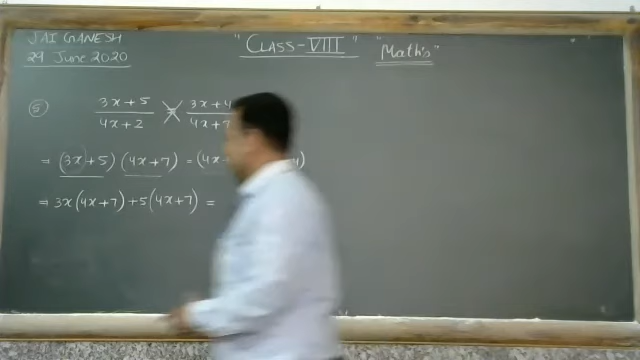 JAI GANESH
29 June 2020
"CLASS-VIII"
"Maths"
5
3x+5 / 4x+2 = 3x+4 / 4x+7
⇒ (3x+5)(4x+7) = (4x
⇒ 3x(4x+7)+5(4x+7) =